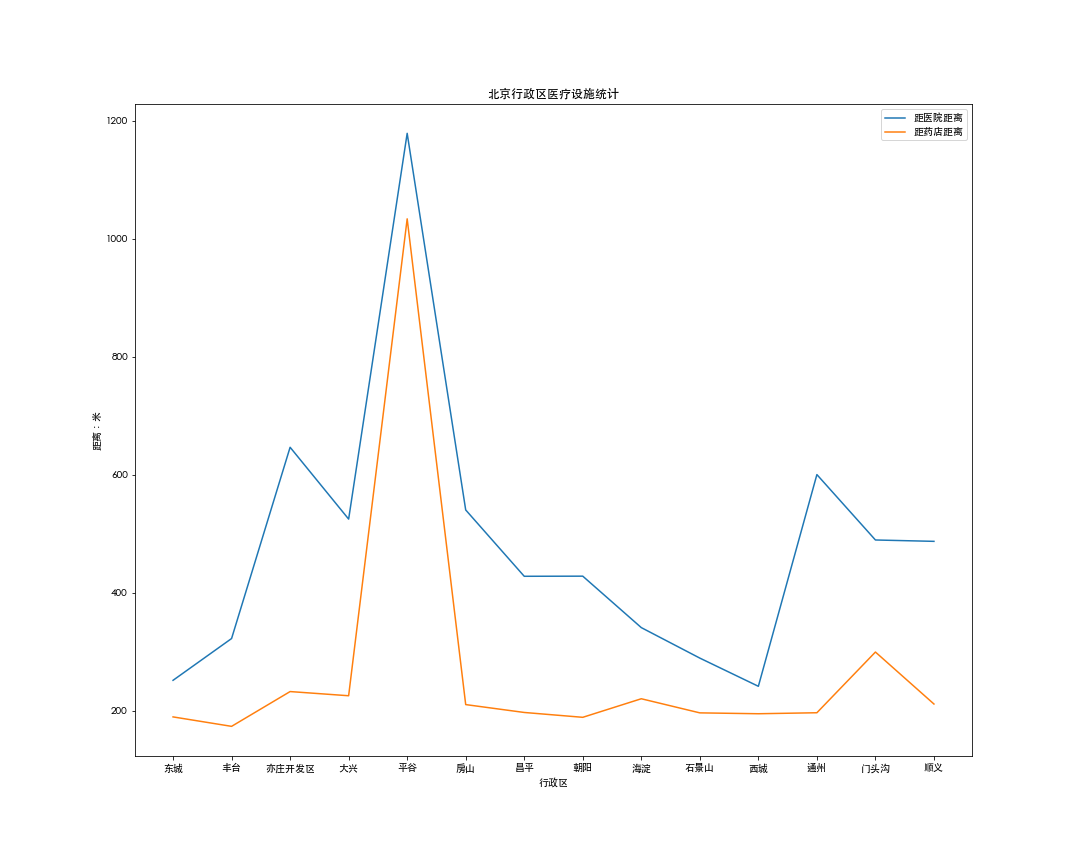 北京行政区医疗设施统计
距医院距离
距药店距离
1200
1000
800
600
400
200
距离：米
东城 丰台 亦庄开发区 大兴 平谷 房山 昌平 朝阳 海淀 石景山 西城 通州 门头沟 顺义
行政区